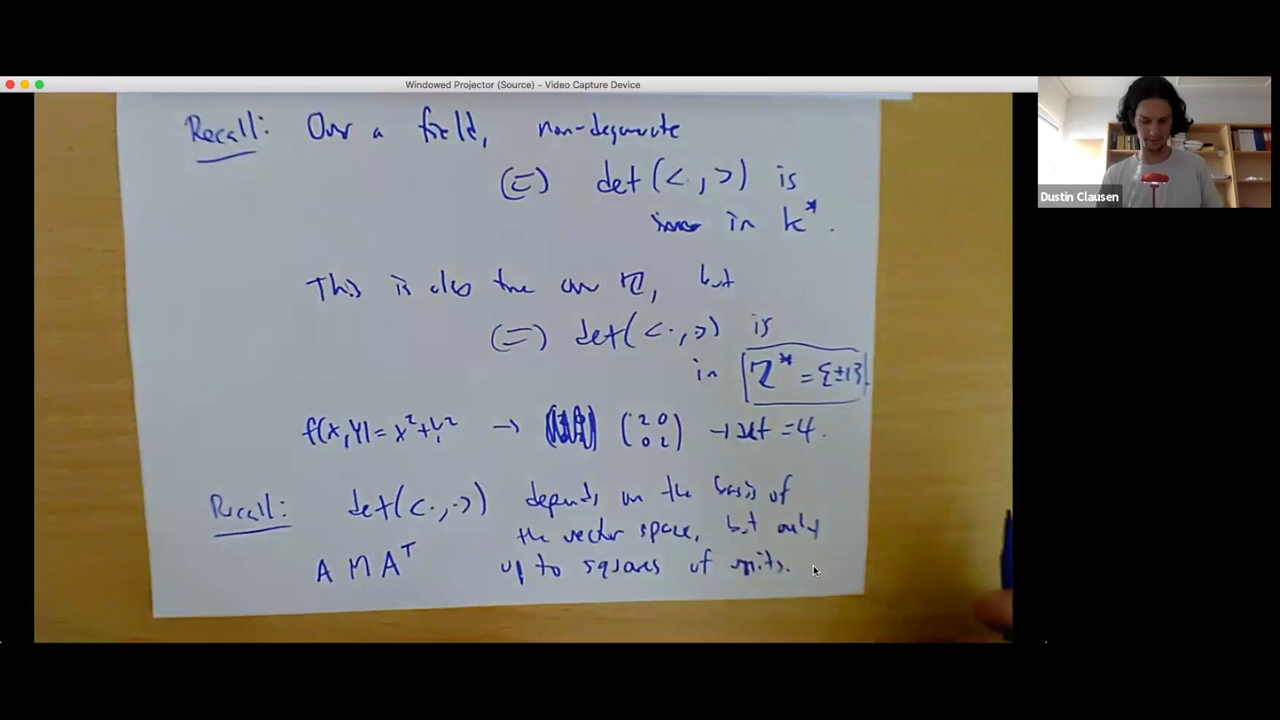 Windowed Projector (Source) - Video Capture Device
Dustin Clausen
Recall: Over a field, non-degenerate
(=) det(<·,·>) is
in k*.
This is also true over ℤ, but
(=) det(<·,·>) is
in ℤ* = {±1}.
f(x,y) = x²+y² → (2 0
0 2) → det = 4.
Recall: det(<·,·>) depends on the basis of
the vector space, but only
A M Aᵀ up to squares of units.